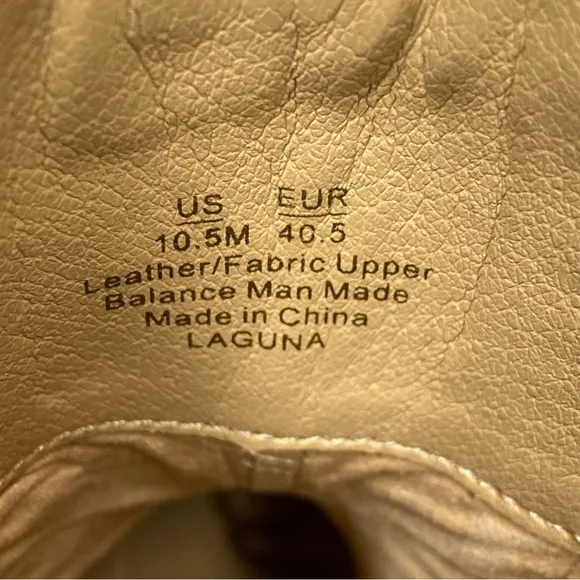 US EUR
10.5M 40.5
Leather/Fabric Upper
Balance Man Made
Made in China
LAGUNA